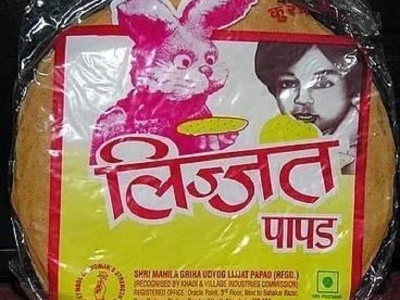 लिज्जत
पापड
SHRI MAHILA GRIHA UDYOG LIJJAT PAPAD (REGD.)
(RECOGNISED BY KHADI & VILLAGE INDUSTRIES COMMISSION)
REGISTERED OFFICE: Oracle Point, 3rd Floor, Next to Sahakar Bazar,